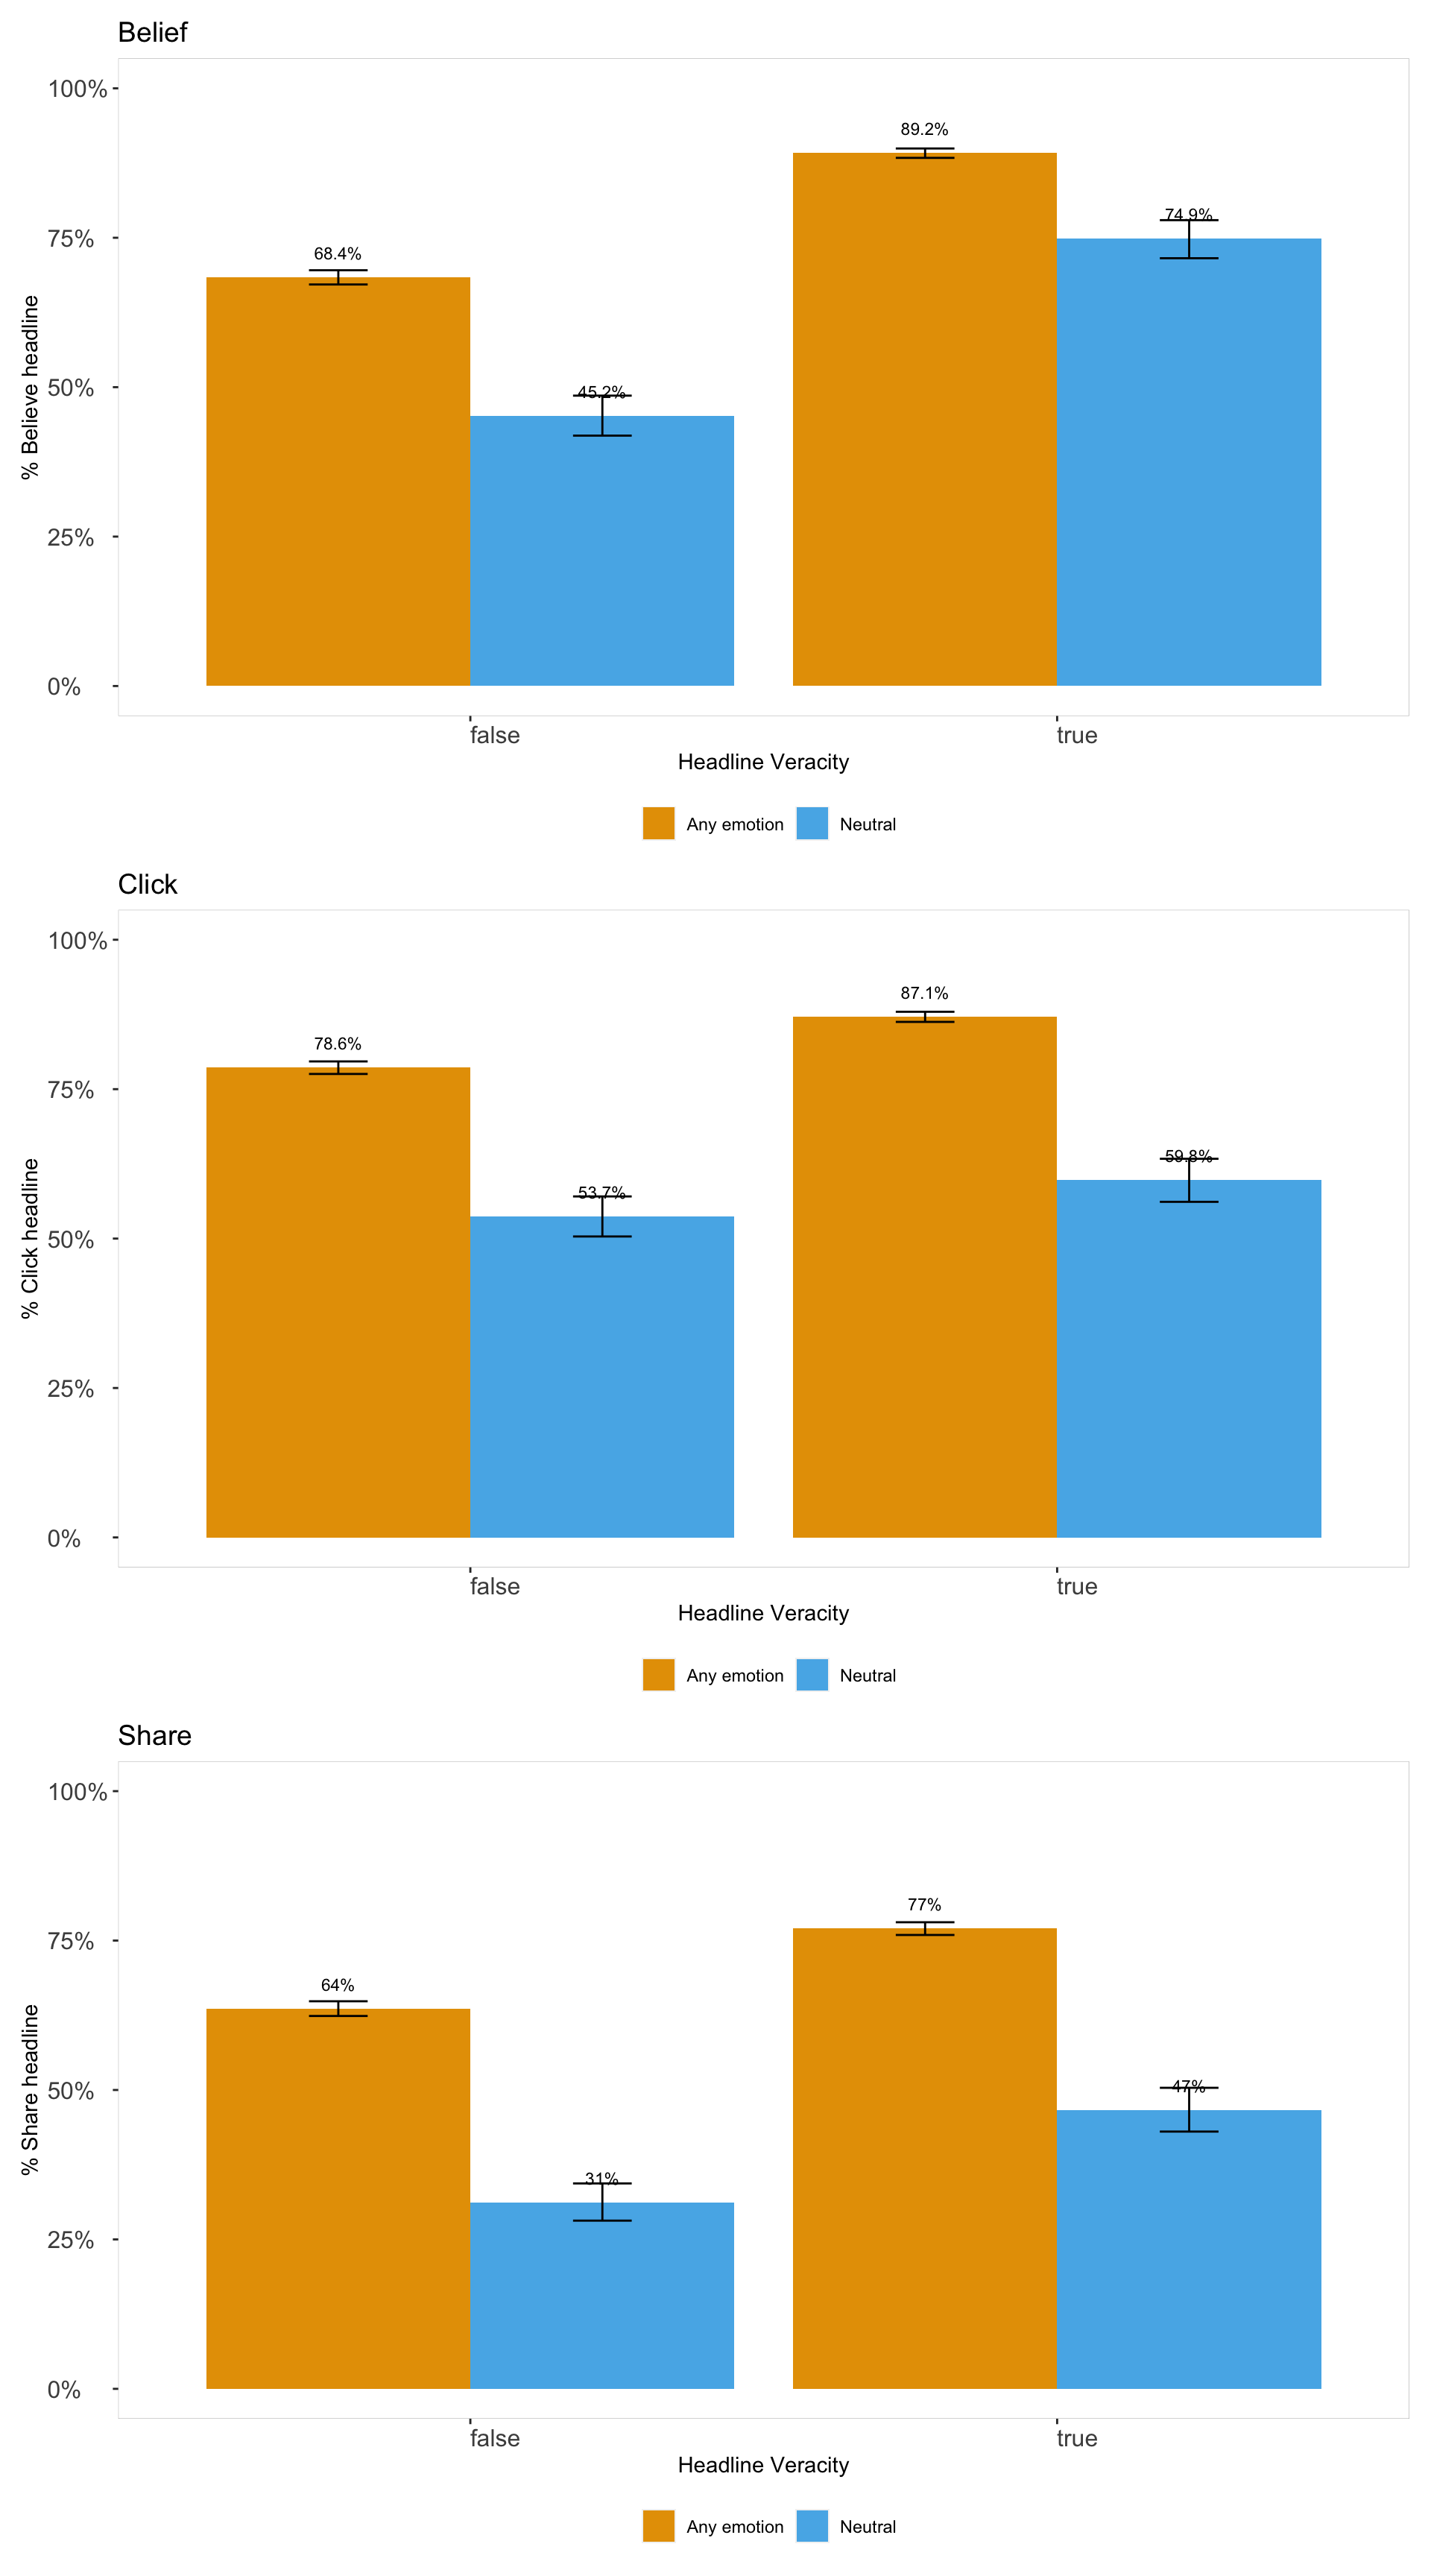 Belief
% Believe headline
100%
75%
50%
25%
0%
68.4%
45.2%
89.2%
74.9%
false
true
Headline Veracity
Any emotion
Neutral
Click
% Click headline
100%
75%
50%
25%
0%
78.6%
53.7%
87.1%
59.8%
false
true
Headline Veracity
Any emotion
Neutral
Share
% Share headline
100%
75%
50%
25%
0%
64%
31%
77%
47%
false
true
Headline Veracity
Any emotion
Neutral